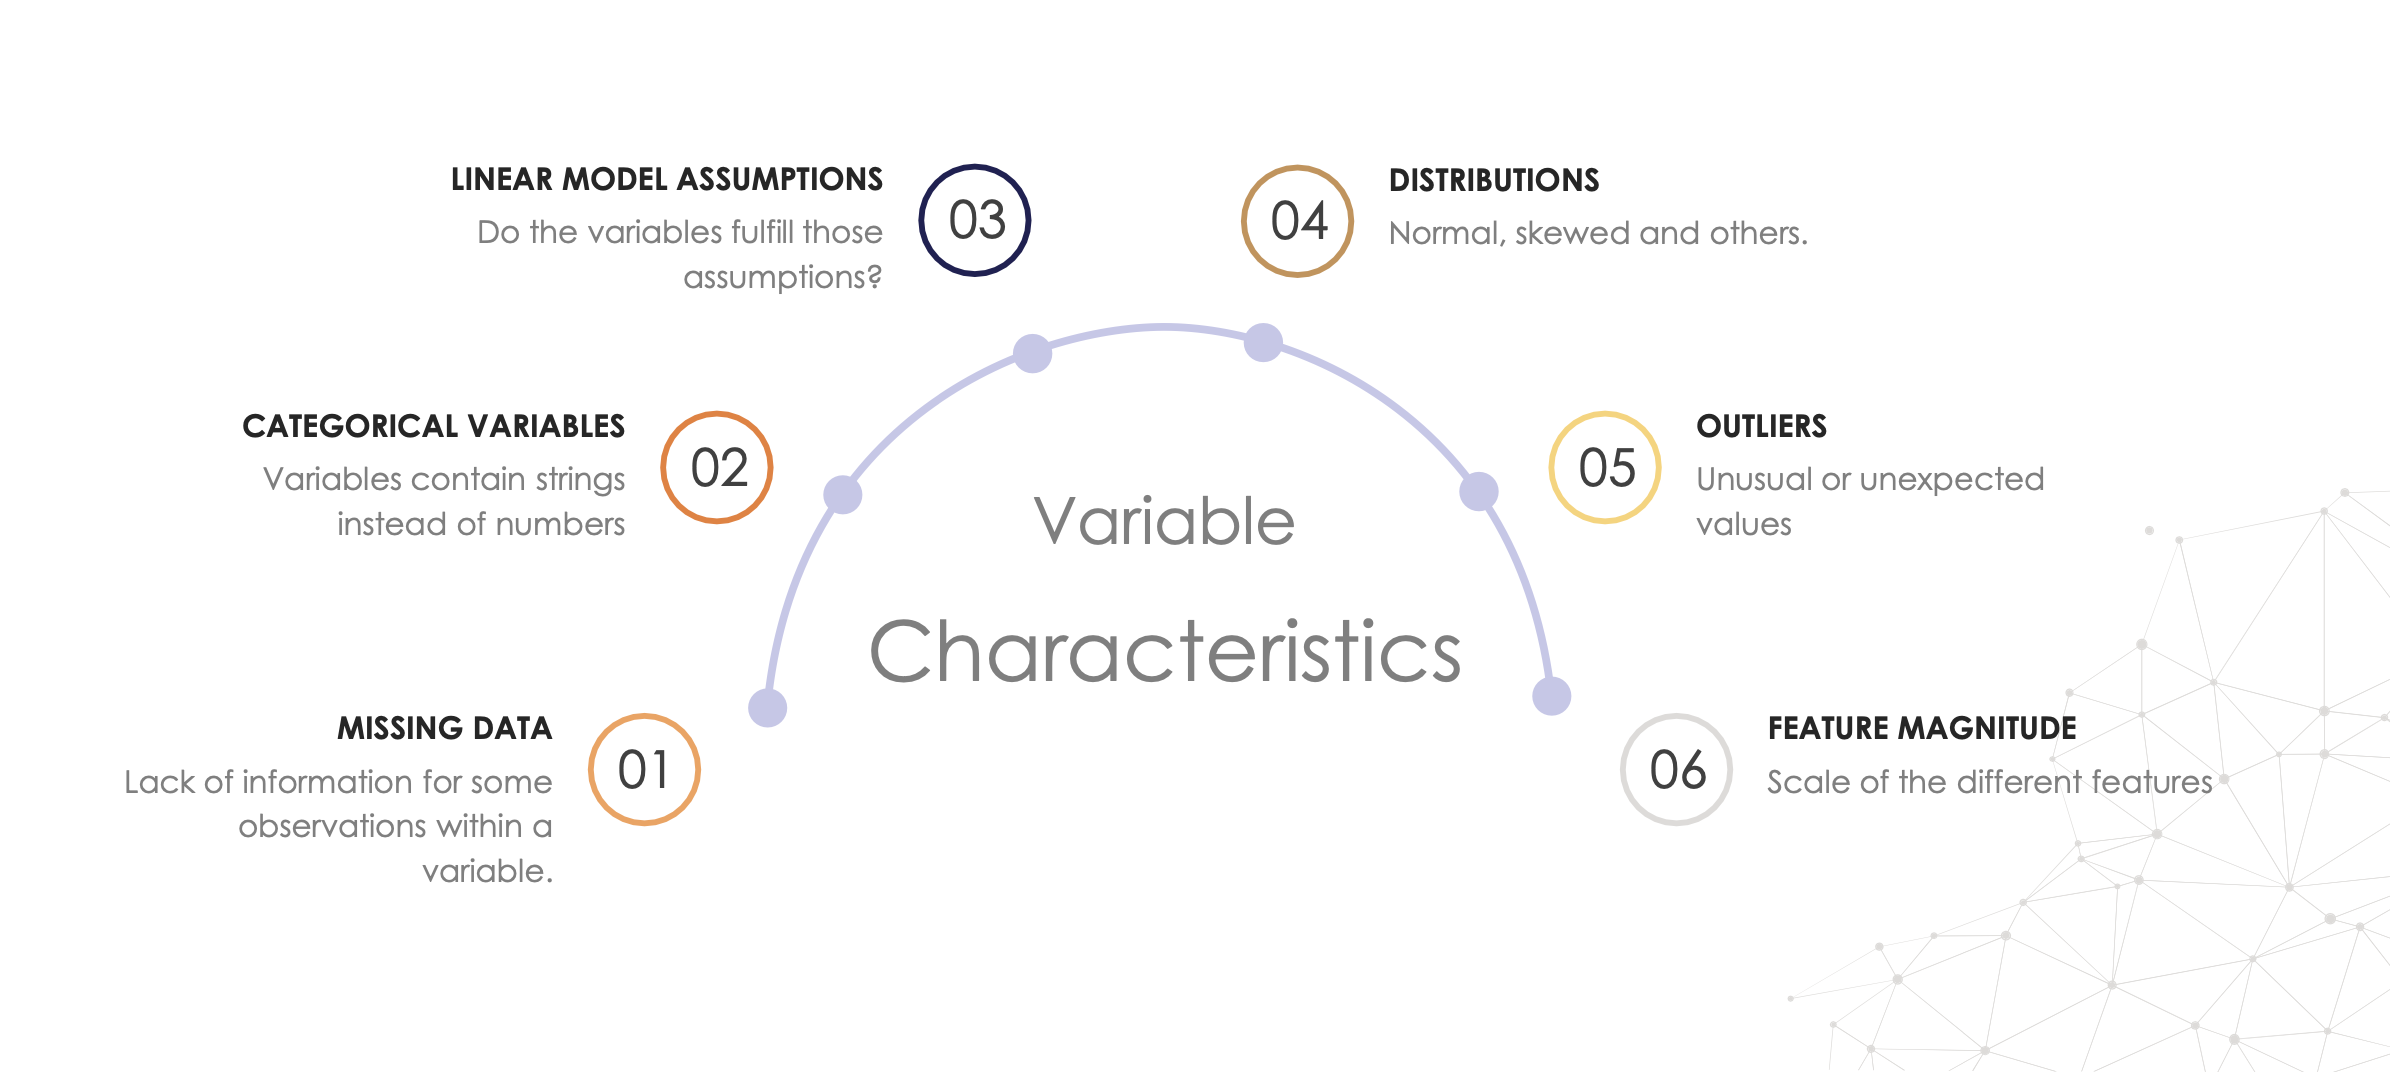 LINEAR MODEL ASSUMPTIONS
Do the variables fulfill those
assumptions?
03
04
DISTRIBUTIONS
Normal, skewed and others.
CATEGORICAL VARIABLES
Variables contain strings
instead of numbers
02
Variable
Characteristics
05
OUTLIERS
Unusual or unexpected
values
MISSING DATA
Lack of information for some
observations within a
variable.
01
06
FEATURE MAGNITUDE
Scale of the different features